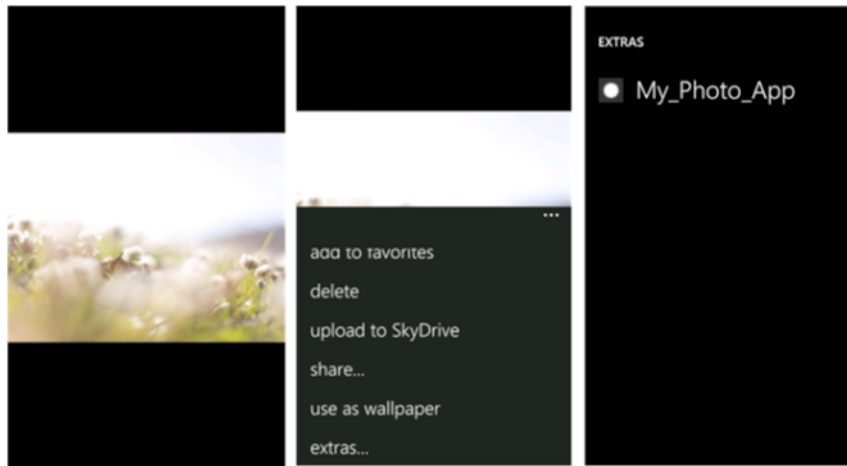 add to favorites
delete
upload to SkyDrive
share...
use as wallpaper
extras...
EXTRAS
My_Photo_App